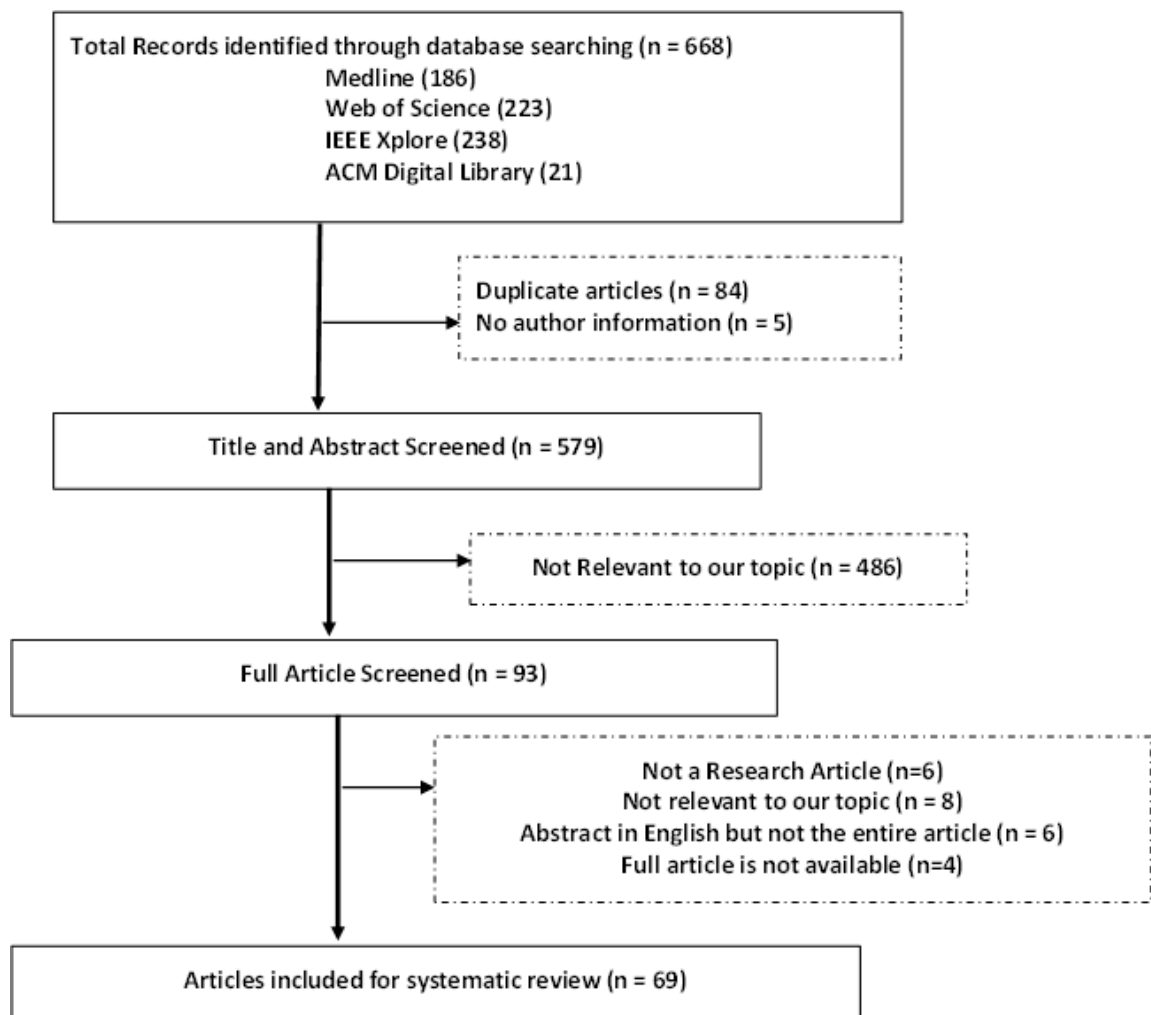 Total Records identified through database searching (n = 668)
Medline (186)
Web of Science (223)
IEEE Xplore (238)
ACM Digital Library (21)
Duplicate articles (n = 84)
No author information (n = 5)
Title and Abstract Screened (n = 579)
Not Relevant to our topic (n = 486)
Full Article Screened (n = 93)
Not a Research Article (n=6)
Not relevant to our topic (n = 8)
Abstract in English but not the entire article (n = 6)
Full article is not available (n=4)
Articles included for systematic review (n = 69)